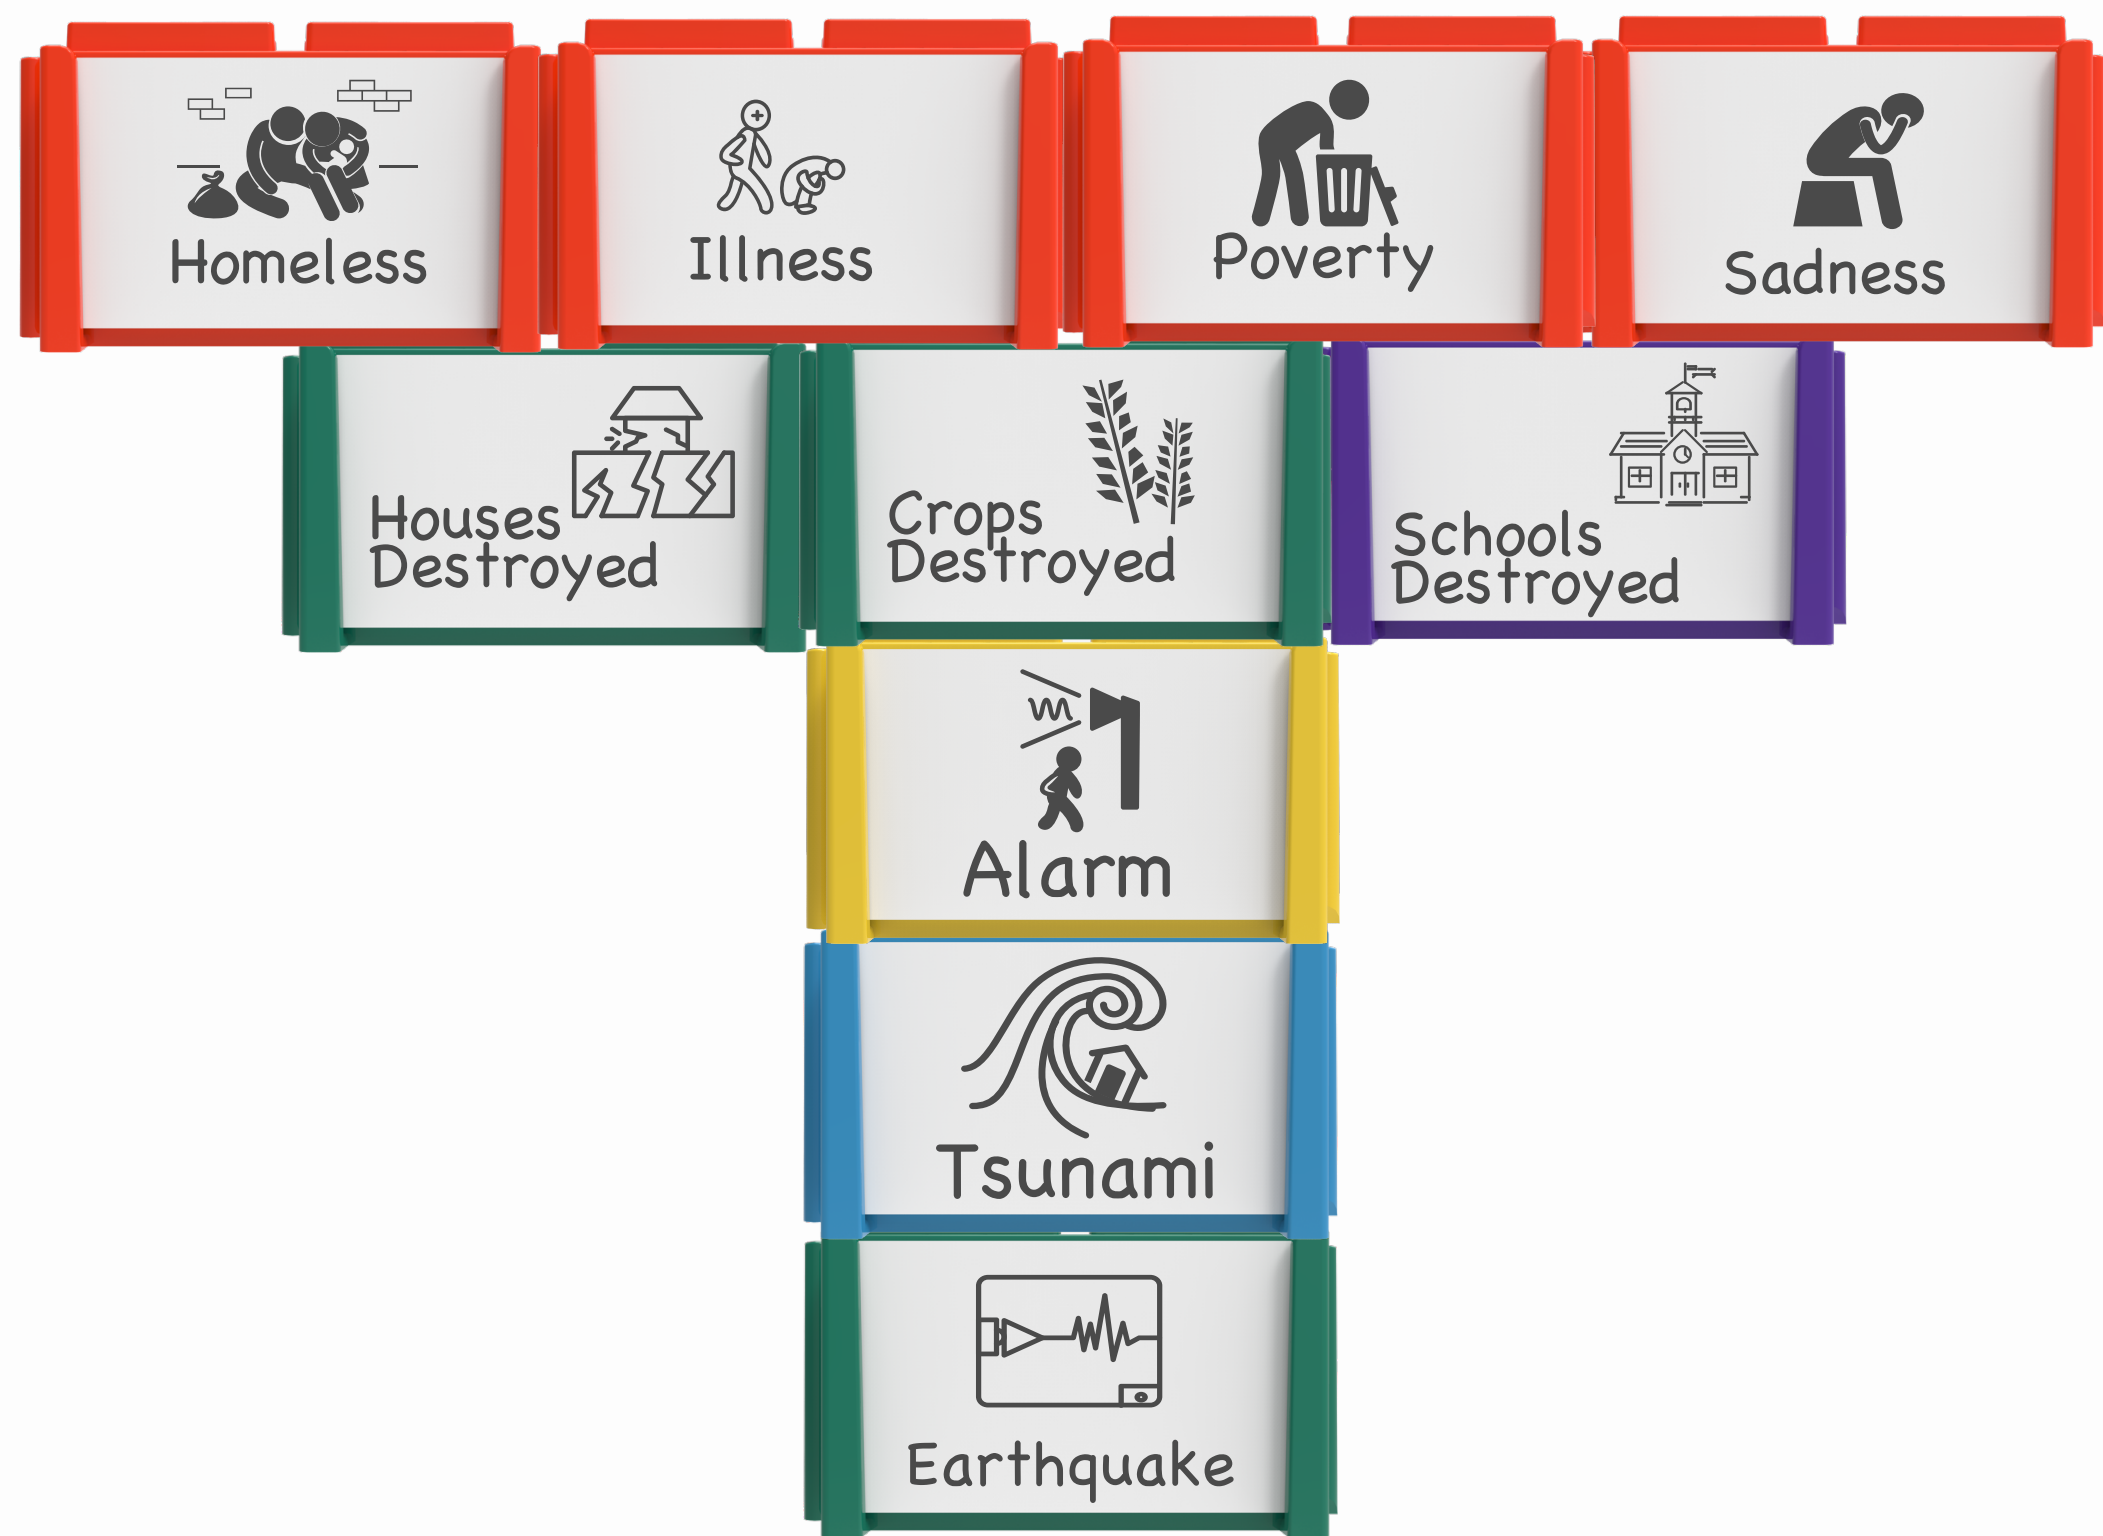 Homeless
Illness
Poverty
Sadness
Houses
Destroyed
Crops
Destroyed
Schools
Destroyed
Alarm
Tsunami
Earthquake